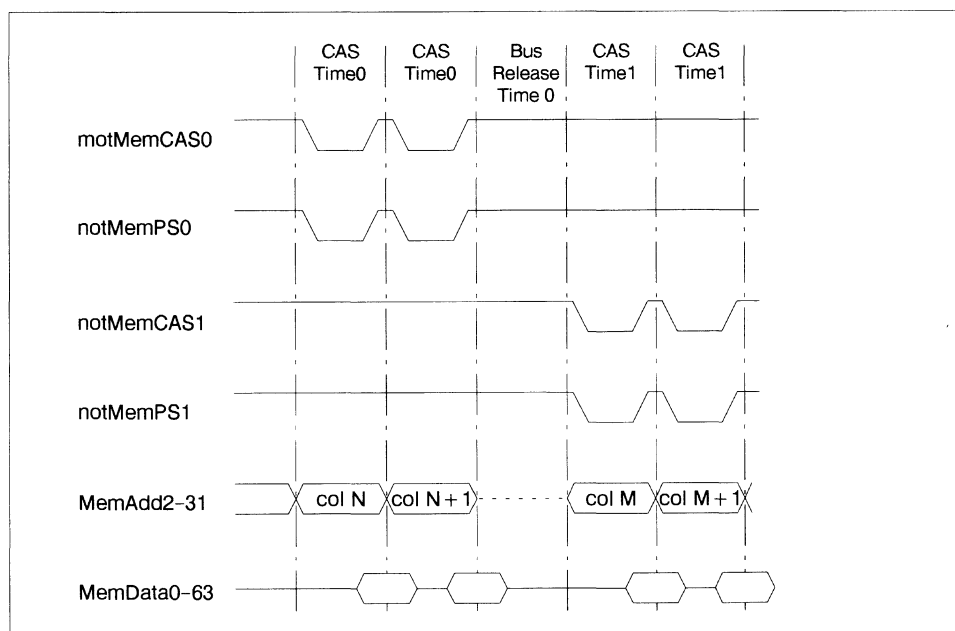 CAS Time0
CAS Time0
Bus Release Time 0
CAS Time1
CAS Time1
motMemCAS0
notMemPS0
notMemCAS1
notMemPS1
MemAdd2-31
col N
col N+1
col M
col M+1
MemData0-63